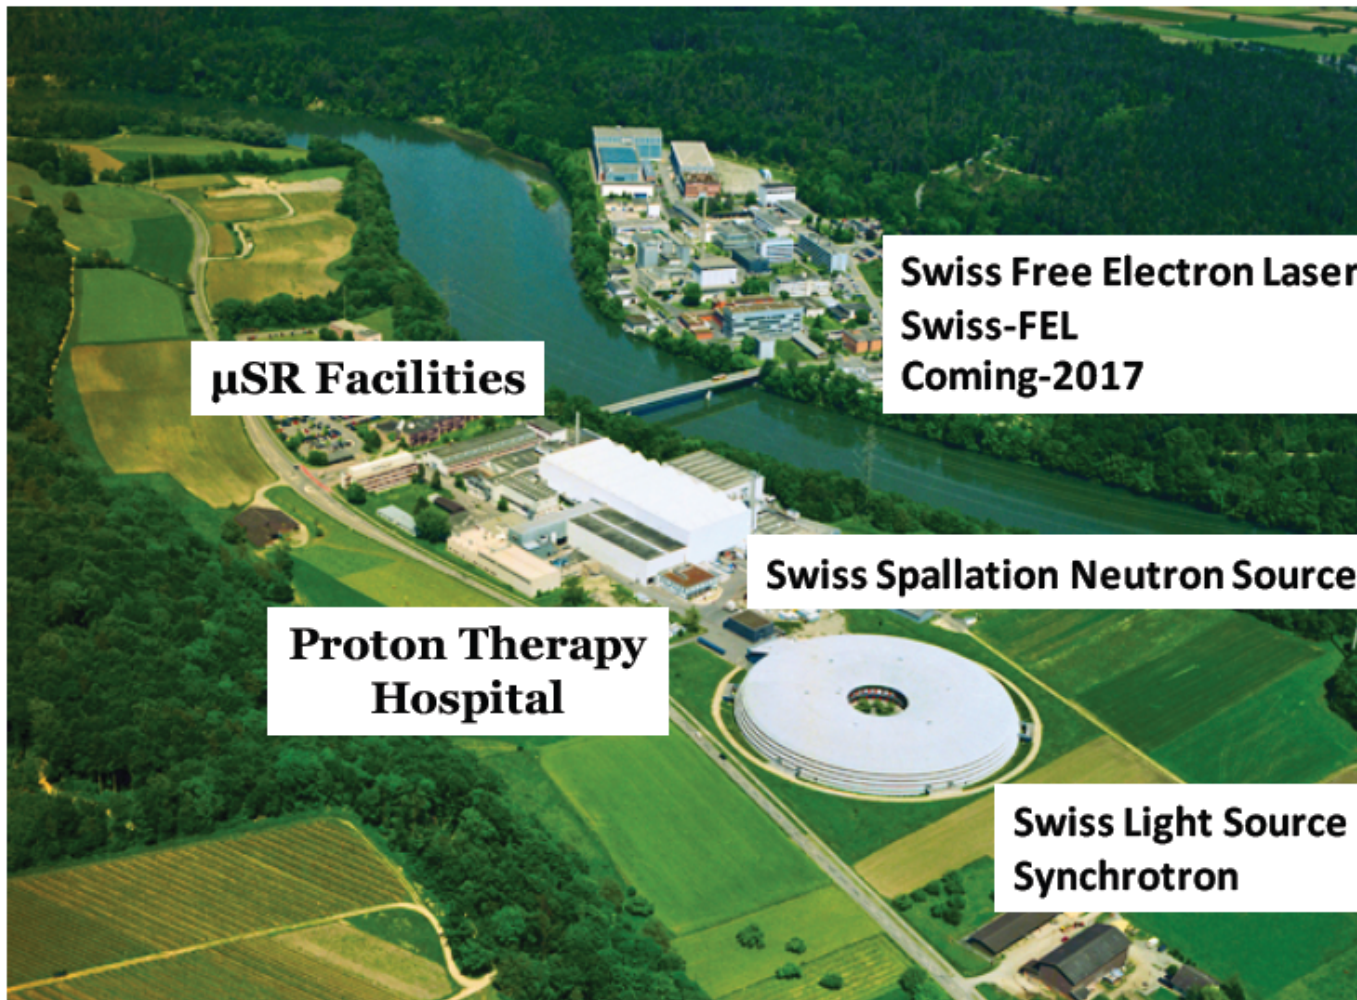 Swiss Free Electron Laser
Swiss-FEL
Coming-2017
µSR Facilities
Swiss Spallation Neutron Source
Proton Therapy
Hospital
Swiss Light Source
Synchrotron